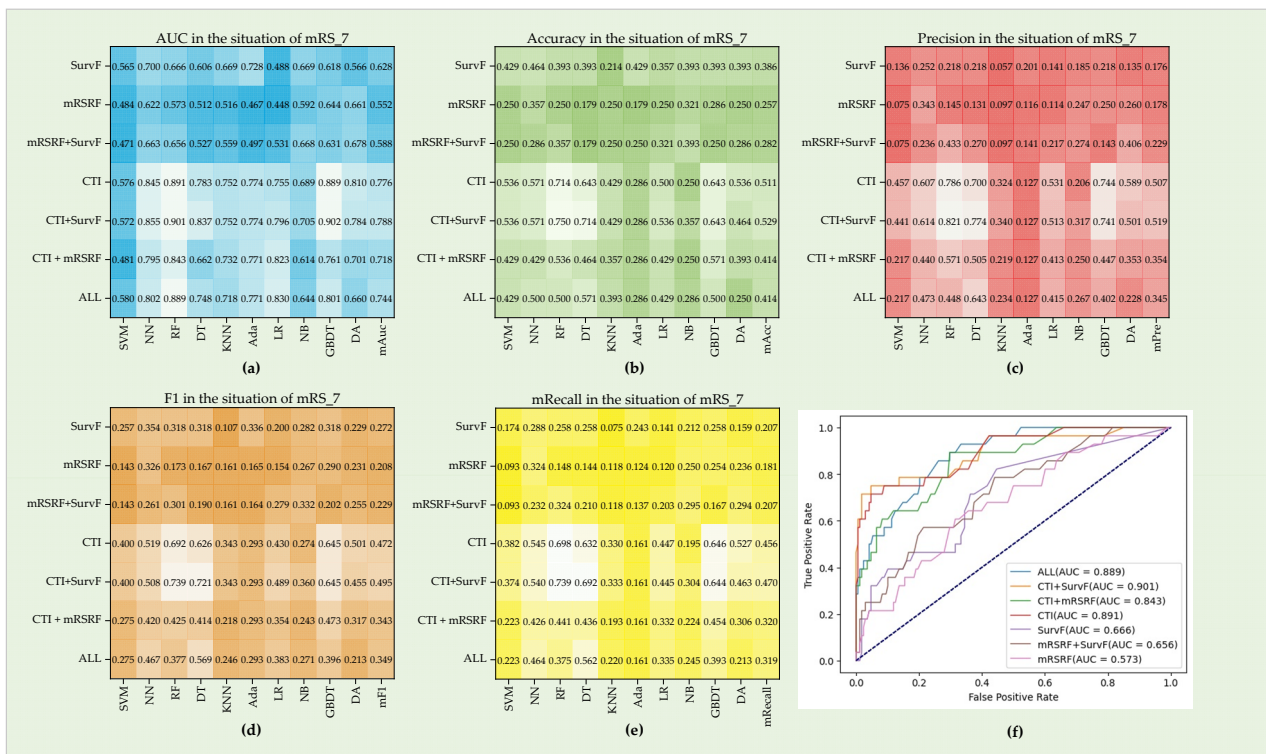 AUC in the situation of mRS_7
SurvF 0.565 0.700 0.666 0.606 0.669 0.728 0.488 0.669 0.618 0.566 0.628
mRSRF 0.484 0.622 0.573 0.512 0.516 0.467 0.448 0.592 0.644 0.661 0.552
mRSRF+SurvF 0.471 0.663 0.656 0.527 0.559 0.497 0.531 0.668 0.631 0.678 0.588
CTI 0.576 0.845 0.891 0.783 0.752 0.774 0.755 0.689 0.889 0.810 0.776
CTI+SurvF 0.572 0.855 0.901 0.837 0.752 0.774 0.796 0.705 0.902 0.784 0.788
CTI + mRSRF 0.481 0.795 0.843 0.662 0.732 0.771 0.823 0.614 0.761 0.701 0.718
ALL 0.580 0.802 0.889 0.748 0.718 0.771 0.830 0.644 0.801 0.660 0.744
SVM NN RF DT KNN Ada LR NB GBDT DA mAuc
(a)
Accuracy in the situation of mRS_7
SurvF 0.429 0.464 0.393 0.393 0.214 0.429 0.357 0.393 0.393 0.393 0.386
mRSRF 0.250 0.357 0.250 0.179 0.250 0.179 0.250 0.321 0.286 0.250 0.257
mRSRF+SurvF 0.250 0.286 0.357 0.179 0.250 0.250 0.321 0.393 0.250 0.286 0.282
CTI 0.536 0.571 0.714 0.643 0.429 0.286 0.500 0.250 0.643 0.536 0.511
CTI+SurvF 0.536 0.571 0.750 0.714 0.429 0.286 0.536 0.357 0.643 0.464 0.529
CTI + mRSRF 0.429 0.429 0.536 0.464 0.357 0.286 0.429 0.250 0.571 0.393 0.414
ALL 0.429 0.500 0.500 0.571 0.393 0.286 0.429 0.286 0.500 0.250 0.414
SVM NN RF DT KNN Ada LR NB GBDT DA mAcc
(b)
Precision in the situation of mRS_7
SurvF 0.136 0.252 0.218 0.218 0.057 0.201 0.141 0.185 0.218 0.135 0.176
mRSRF 0.075 0.343 0.145 0.131 0.097 0.116 0.114 0.247 0.250 0.260 0.178
mRSRF+SurvF 0.075 0.236 0.433 0.270 0.097 0.141 0.217 0.274 0.143 0.406 0.229
CTI 0.457 0.607 0.786 0.700 0.324 0.127 0.531 0.206 0.744 0.589 0.507
CTI+SurvF 0.441 0.614 0.821 0.774 0.340 0.127 0.513 0.317 0.741 0.501 0.519
CTI + mRSRF 0.217 0.440 0.571 0.505 0.219 0.127 0.413 0.250 0.447 0.353 0.354
ALL 0.217 0.473 0.448 0.643 0.234 0.127 0.415 0.267 0.402 0.228 0.345
SVM NN RF DT KNN Ada LR NB GBDT DA mPre
(c)
F1 in the situation of mRS_7
SurvF 0.257 0.354 0.318 0.318 0.107 0.336 0.200 0.282 0.318 0.229 0.272
mRSRF 0.143 0.326 0.173 0.167 0.161 0.165 0.154 0.267 0.290 0.231 0.208
mRSRF+SurvF 0.143 0.261 0.301 0.190 0.161 0.164 0.279 0.332 0.202 0.255 0.229
CTI 0.400 0.519 0.692 0.626 0.343 0.293 0.430 0.274 0.645 0.501 0.472
CTI+SurvF 0.400 0.508 0.739 0.721 0.343 0.293 0.489 0.360 0.645 0.455 0.495
CTI + mRSRF 0.275 0.420 0.425 0.414 0.218 0.293 0.354 0.243 0.473 0.317 0.343
ALL 0.275 0.467 0.377 0.569 0.246 0.293 0.383 0.271 0.396 0.213 0.349
SVM NN RF DT KNN Ada LR NB GBDT DA mF1
(d)
mRecall in the situation of mRS_7
SurvF 0.174 0.288 0.258 0.258 0.075 0.243 0.141 0.212 0.258 0.159 0.207
mRSRF 0.093 0.324 0.148 0.144 0.118 0.124 0.120 0.250 0.254 0.236 0.181
mRSRF+SurvF 0.093 0.232 0.324 0.210 0.118 0.137 0.203 0.295 0.167 0.294 0.207
CTI 0.382 0.545 0.698 0.632 0.330 0.161 0.447 0.195 0.646 0.527 0.456
CTI+SurvF 0.374 0.540 0.739 0.692 0.333 0.161 0.445 0.304 0.644 0.463 0.470
CTI + mRSRF 0.223 0.426 0.441 0.436 0.193 0.161 0.332 0.224 0.454 0.306 0.320
ALL 0.223 0.464 0.375 0.562 0.220 0.161 0.335 0.245 0.393 0.213 0.319
SVM NN RF DT KNN Ada LR NB GBDT DA mRecall
(e)
True Positive Rate
1.0
0.8
0.6
0.4
0.2
0.0
ALL(AUC = 0.889)
CTI+SurvF(AUC = 0.901)
CTI+mRSRF(AUC = 0.843)
CTI(AUC = 0.891)
SurvF(AUC = 0.666)
mRSRF+SurvF(AUC = 0.656)
mRSRF(AUC = 0.573)
0.0 0.2 0.4 0.6 0.8 1.0
False Positive Rate
(f)